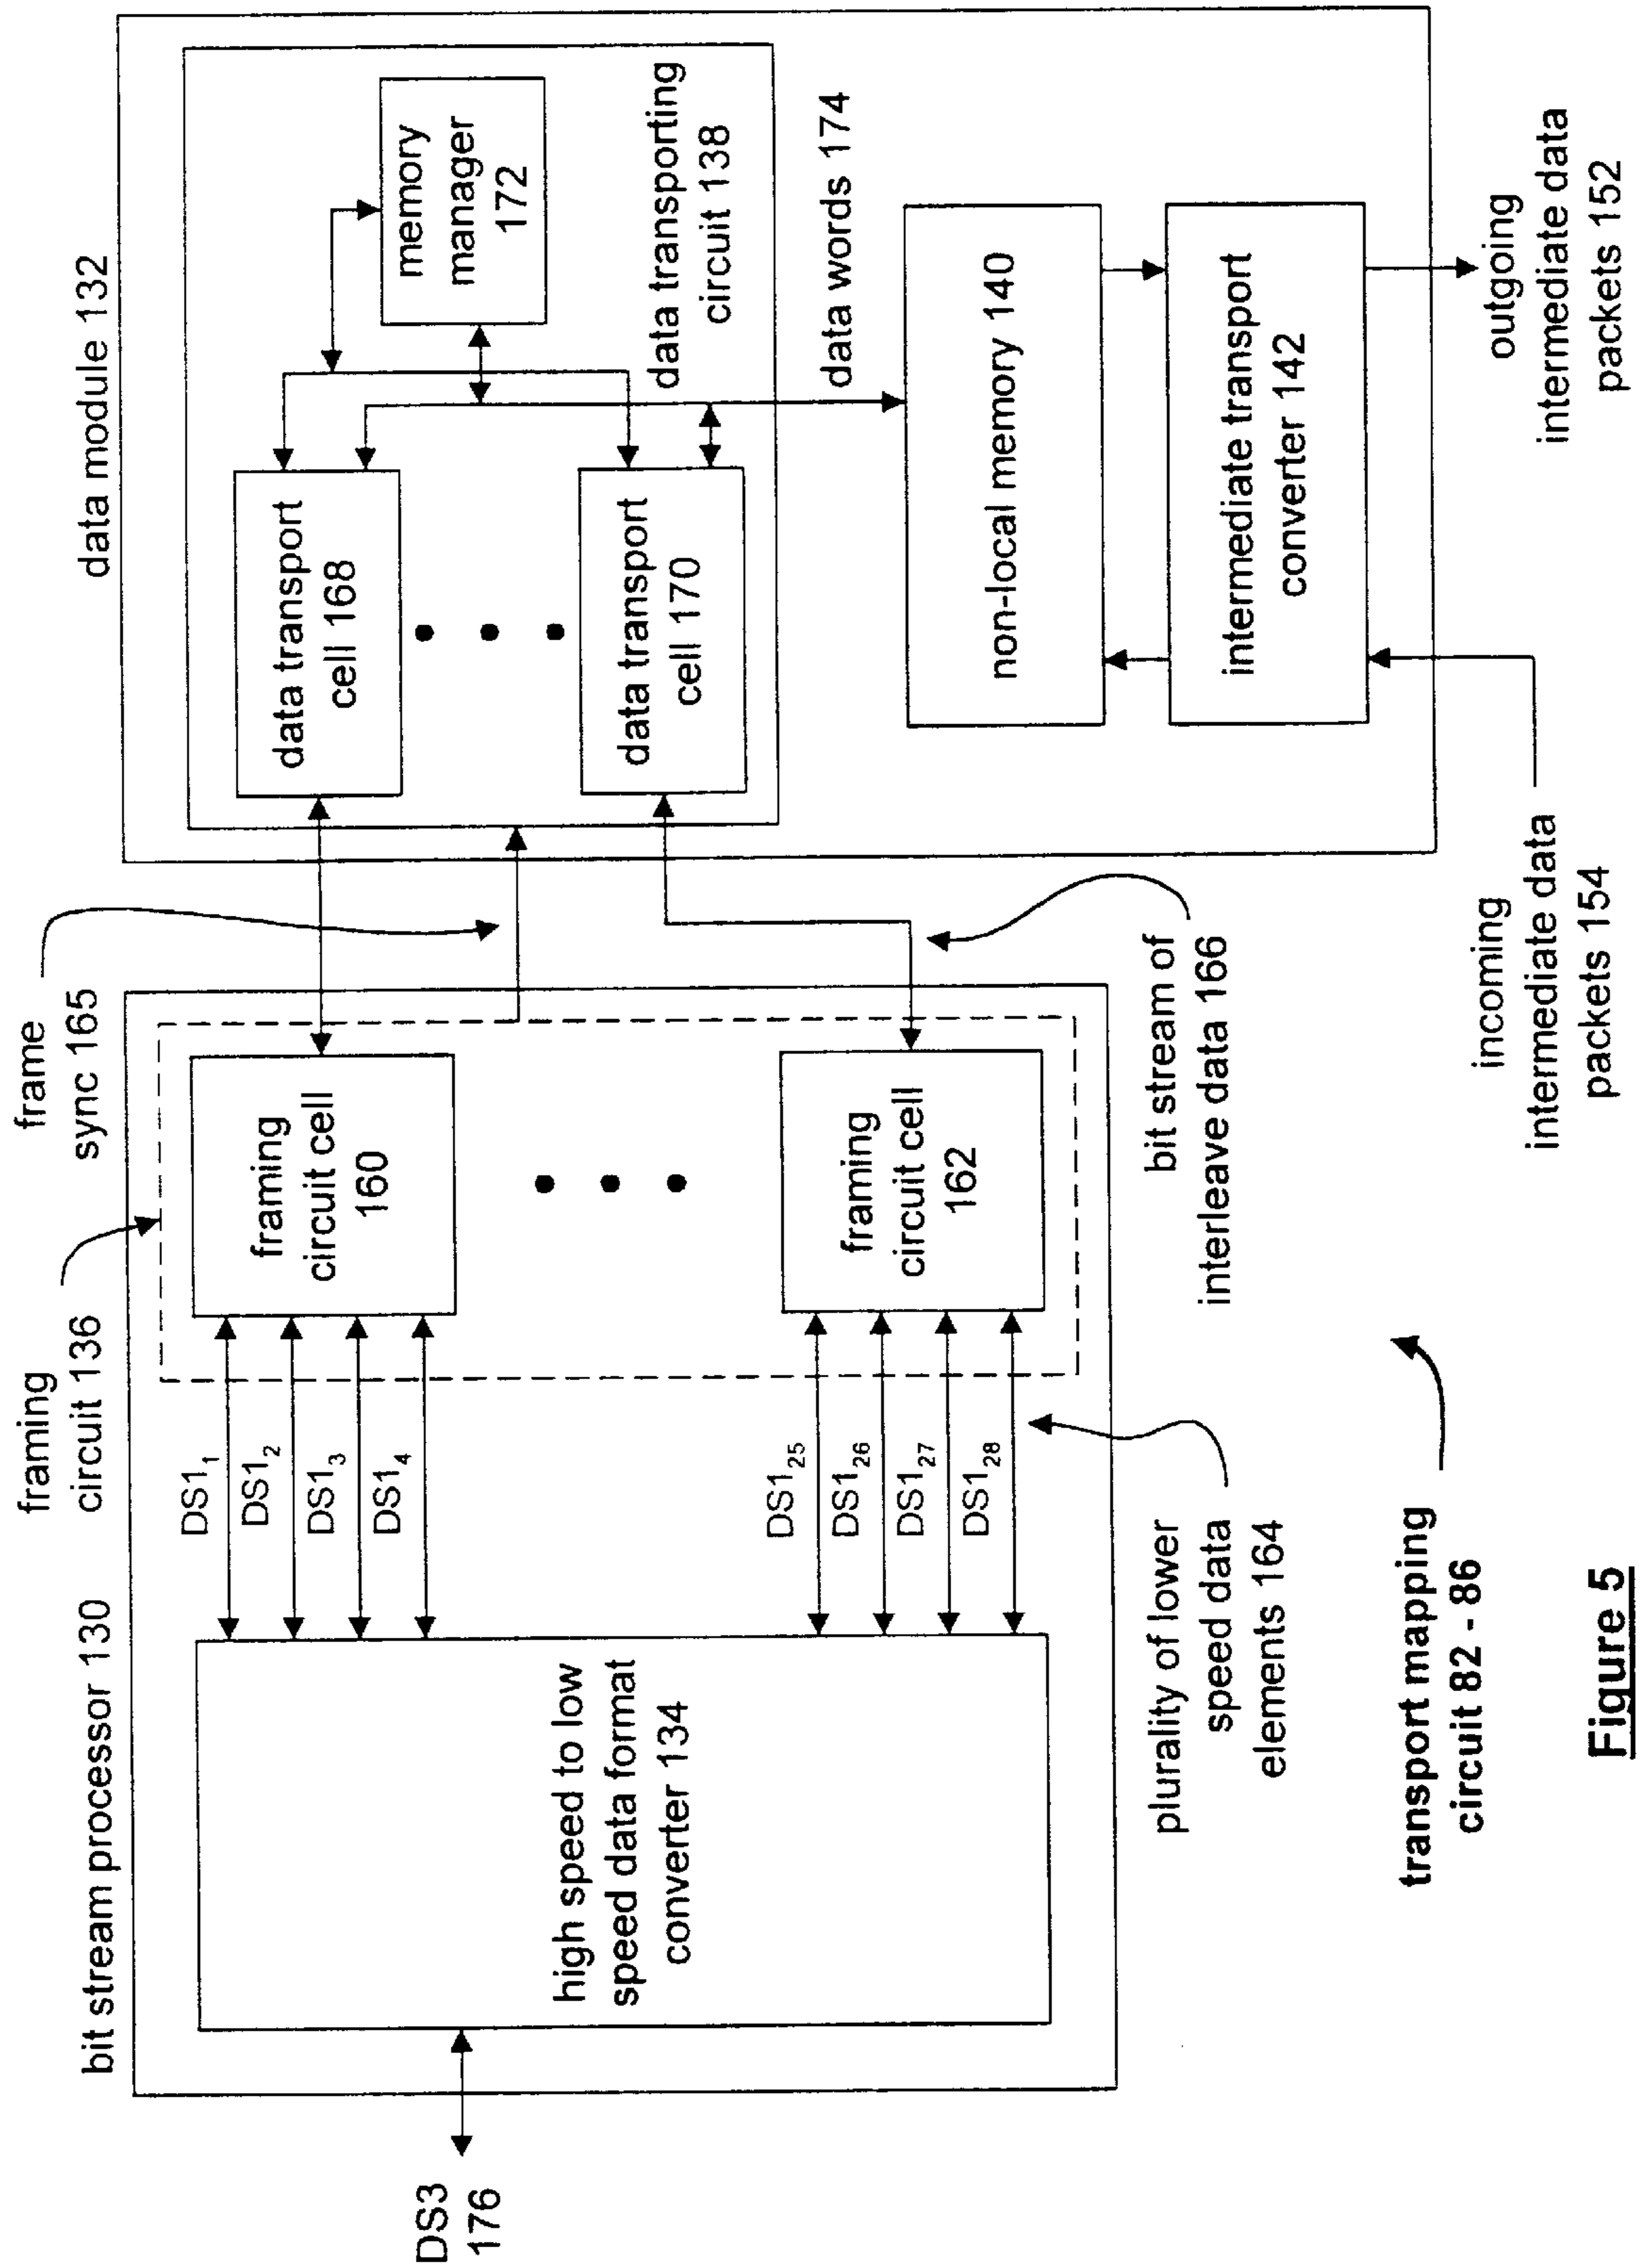 bit stream processor 130
DS3
176
high speed to low
speed data format
converter 134
DS1₁
DS1₂
DS1₃
DS1₄
DS1₂₅
DS1₂₆
DS1₂₇
DS1₂₈
plurality of lower
speed data
elements 164
framing
circuit 136
framing
circuit cell
160
framing
circuit cell
162
frame
sync 165
bit stream of
interleave data 166
data module 132
data transport
cell 168
data transport
cell 170
memory
manager
172
data transporting
circuit 138
data words 174
non-local memory 140
intermediate transport
converter 142
incoming
intermediate data
packets 154
outgoing
intermediate data
packets 152
transport mapping
circuit 82 - 86
Figure 5